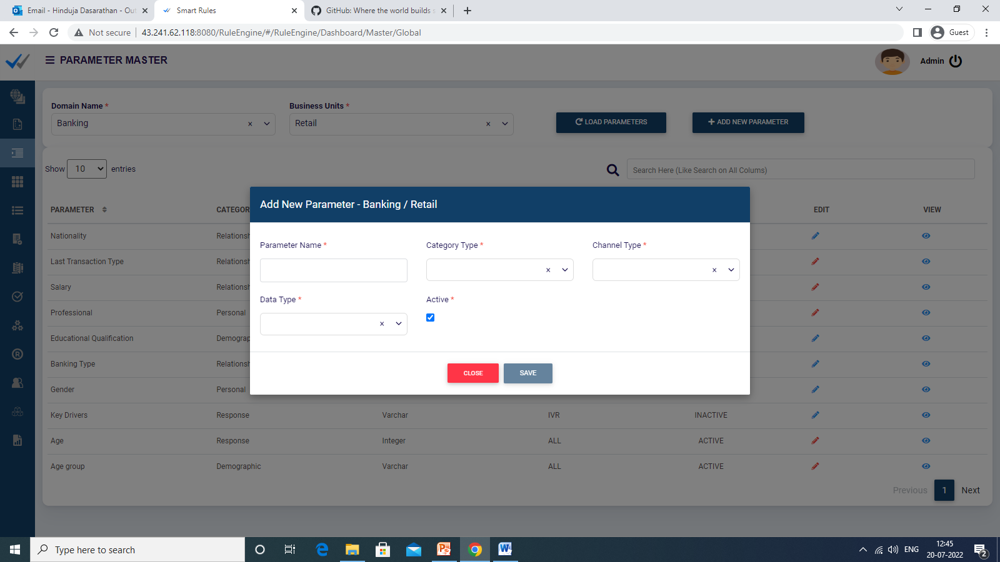 Email - Hinduja Dasarathan - Out
Smart Rules
GitHub: Where the world builds s
Not secure
43.241.62.118:8080/RuleEngine/#/RuleEngine/Dashboard/Master/Global
Guest
PARAMETER MASTER
Admin
Domain Name *
Business Units *
Banking
Retail
LOAD PARAMETERS
ADD NEW PARAMETER
Show 10 entries
Search Here (Like Search on All Colums)
PARAMETER CATEGOR EDIT VIEW
Add New Parameter - Banking / Retail
Parameter Name * Category Type * Channel Type *
Data Type * Active *
CLOSE SAVE
Nationality Relationsh
Last Transaction Type Relationsh
Salary Relationsh
Professional Personal
Educational Qualification Demograp
Banking Type Relationsh
Gender Personal
Key Drivers Response Varchar IVR INACTIVE
Age Response Integer ALL ACTIVE
Age group Demographic Varchar ALL ACTIVE
Previous 1 Next
Type here to search
ENG
12:45
20-07-2022
2